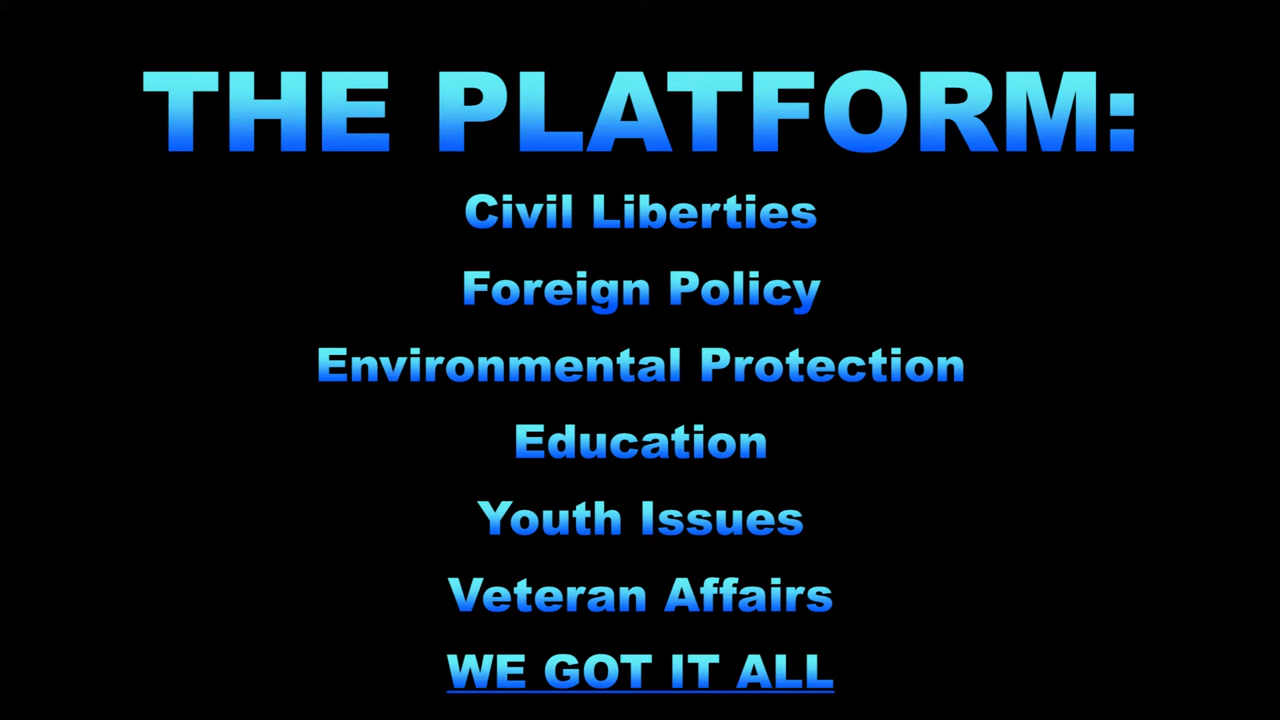 THE PLATFORM:
Civil Liberties
Foreign Policy
Environmental Protection
Education
Youth Issues
Veteran Affairs
WE GOT IT ALL